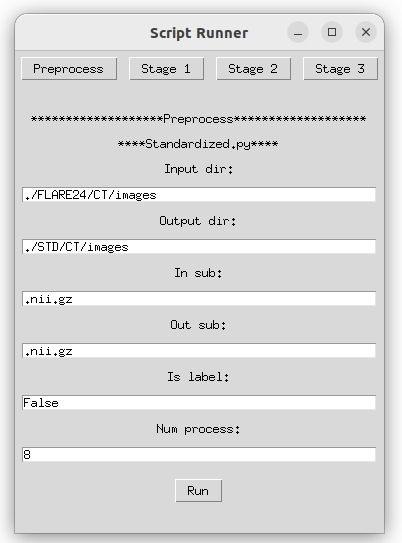 Script Runner
Preprocess Stage 1 Stage 2 Stage 3
*******************Preprocess*******************
****Standardized.py****
Input dir:
./FLARE24/CT/images
Output dir:
./STD/CT/images
In sub:
.nii.gz
Out sub:
.nii.gz
Is label:
False
Num process:
8
Run